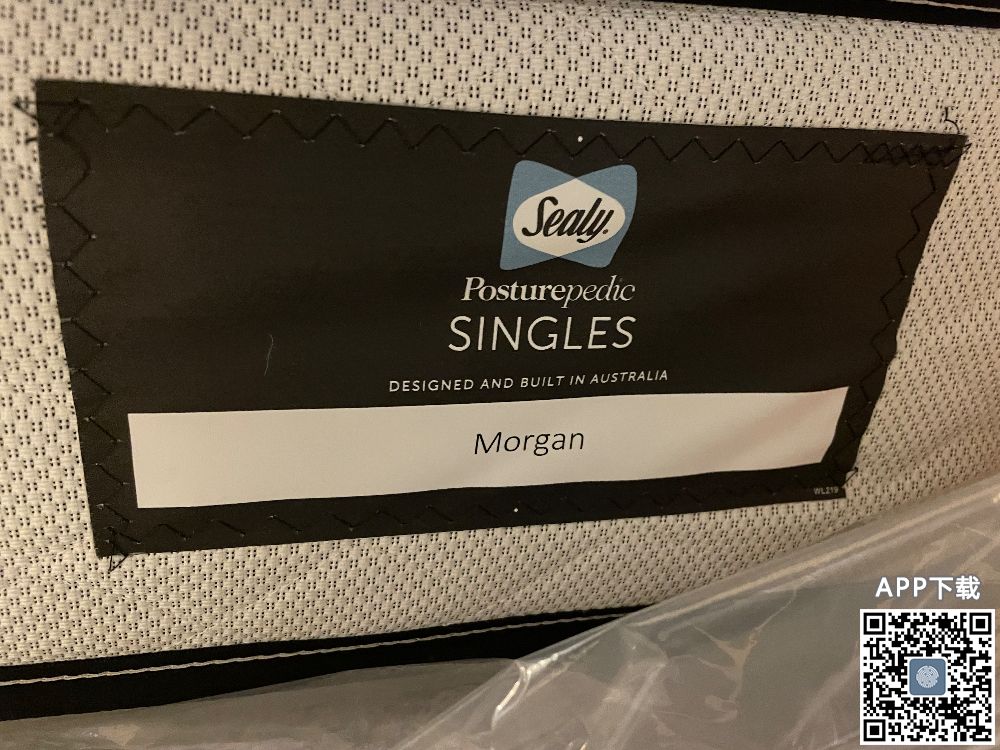 Sealy.
Posturepedic
SINGLES
DESIGNED AND BUILT IN AUSTRALIA
Morgan
WL219
APP下载